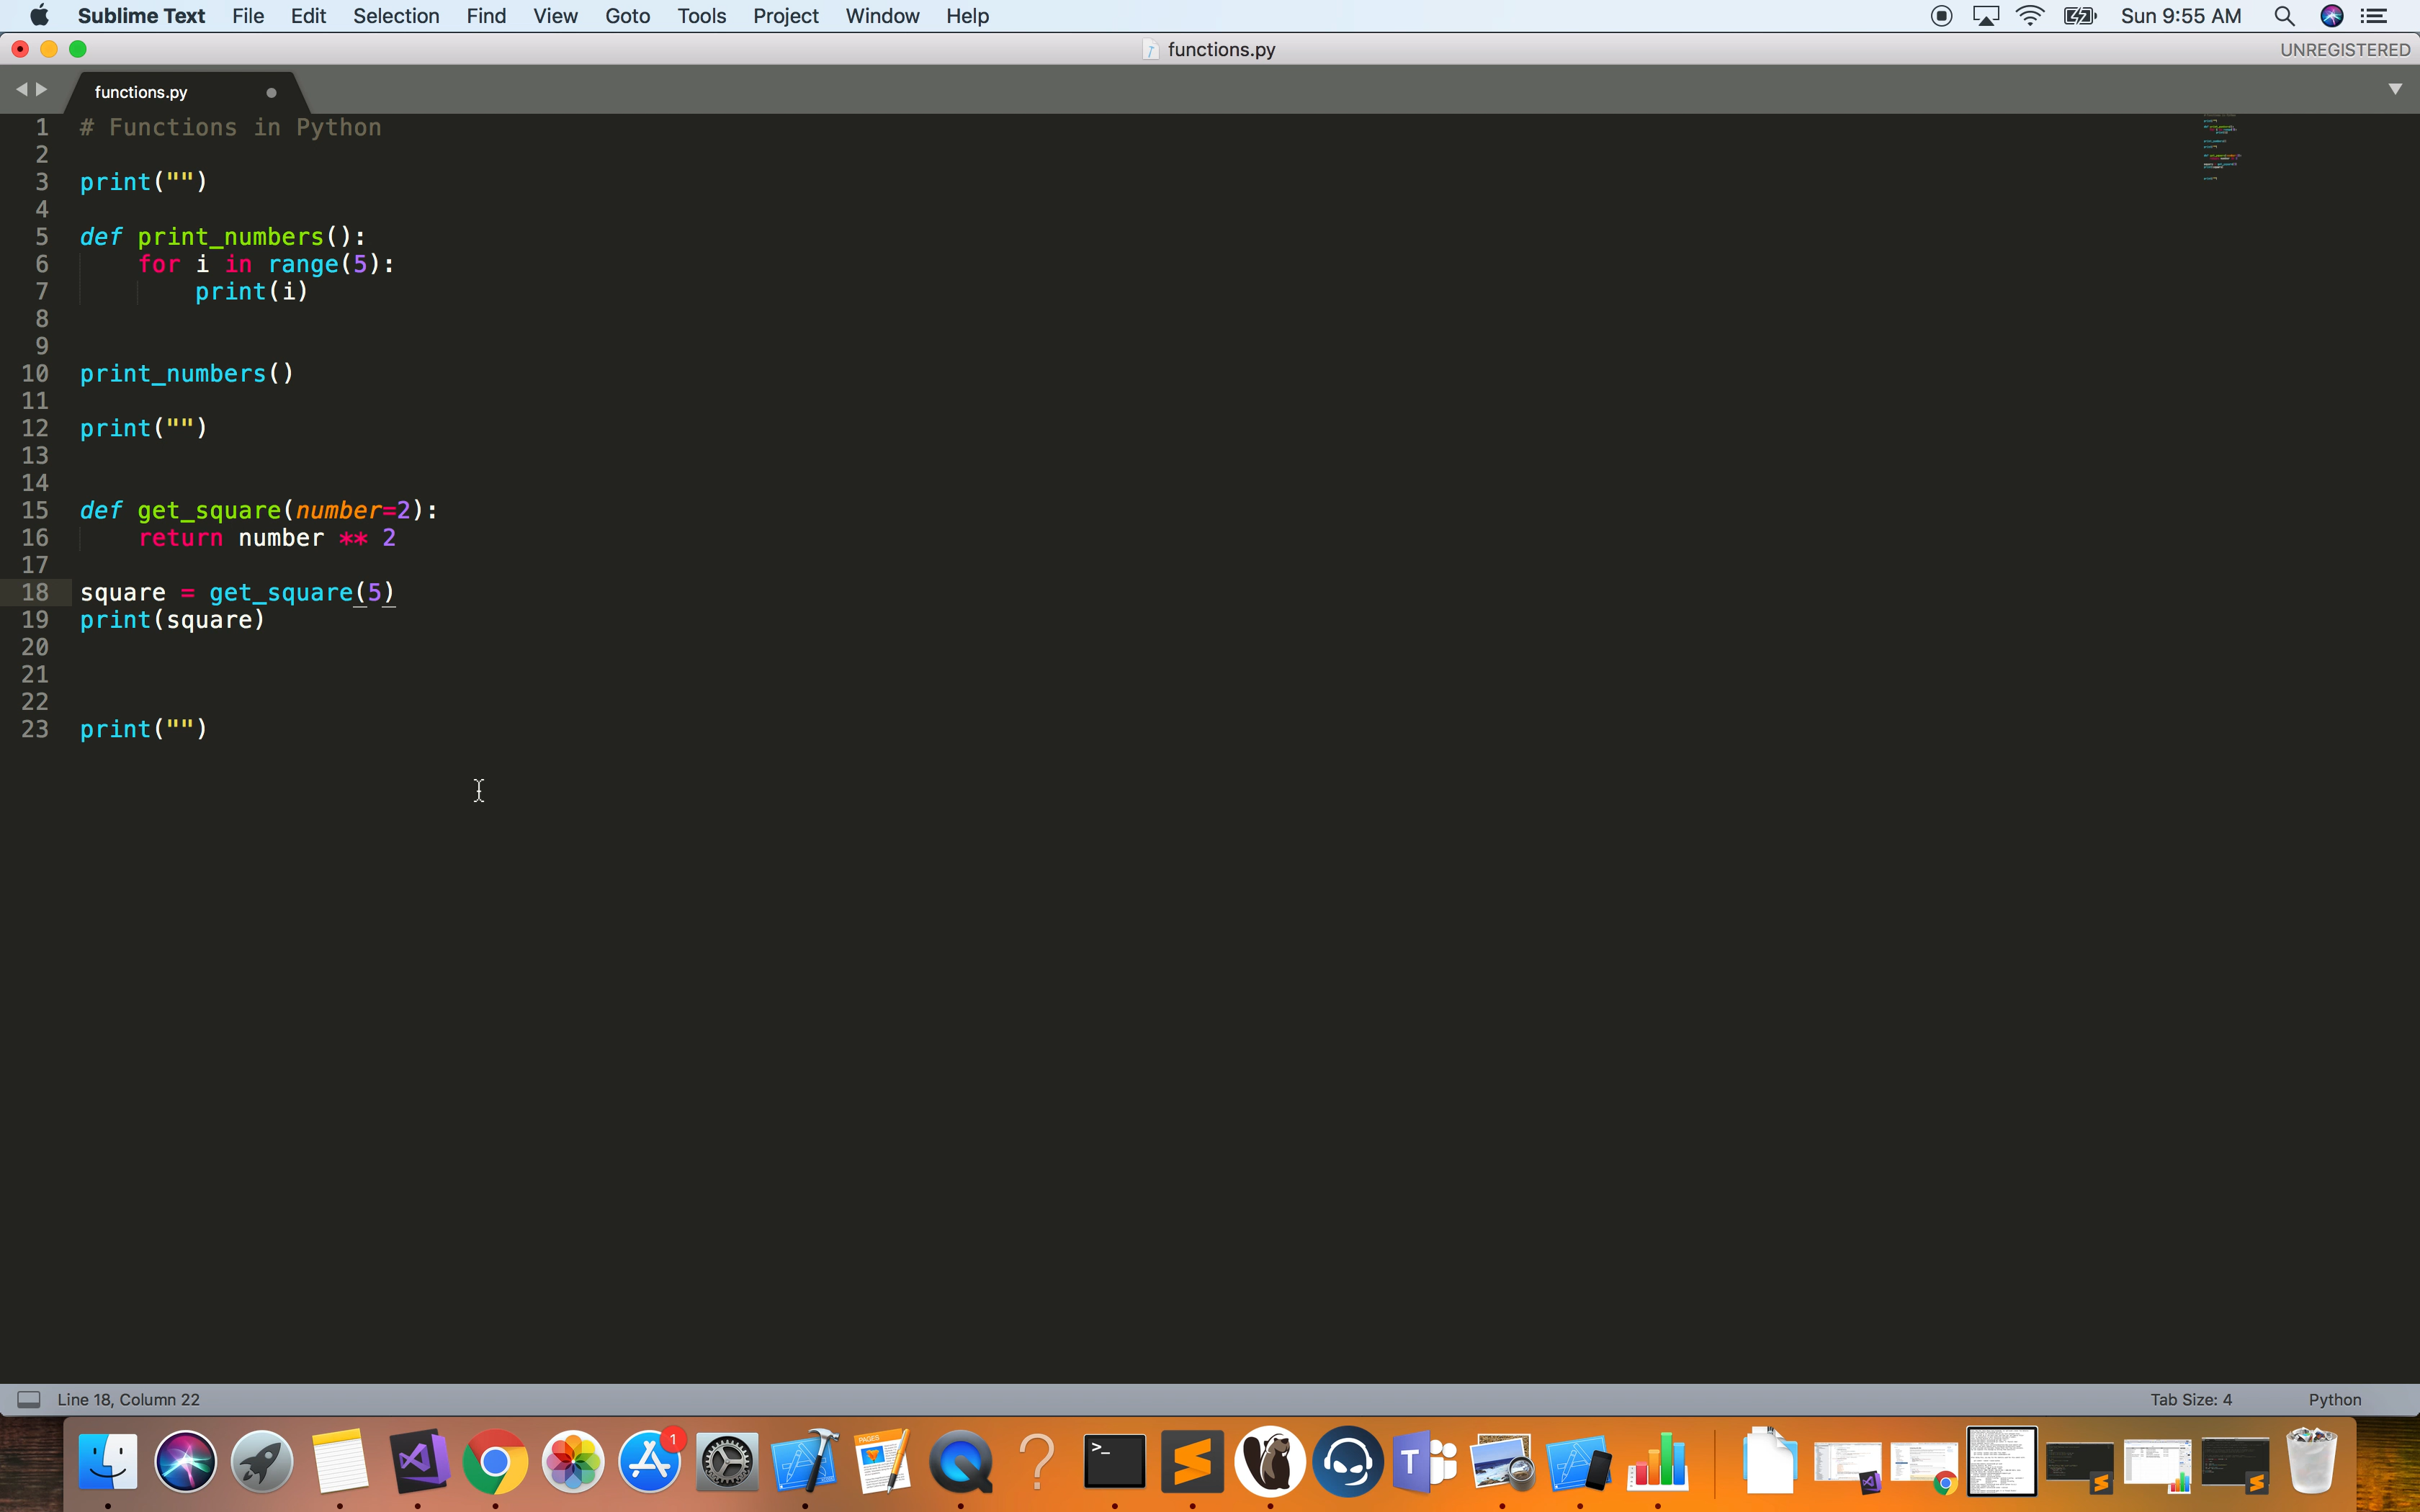 Sublime Text File Edit Selection Find View Goto Tools Project Window Help Sun 9:55 AM
functions.py UNREGISTERED
functions.py
1 # Functions in Python
2
3 print("")
4
5 def print_numbers():
6     for i in range(5):
7         print(i)
8
9
10 print_numbers()
11
12 print("")
13
14
15 def get_square(number=2):
16     return number ** 2
17
18 square = get_square(5)
19 print(square)
20
21
22
23 print("")
Line 18, Column 22 Tab Size: 4 Python
PAGES
1
>_
T